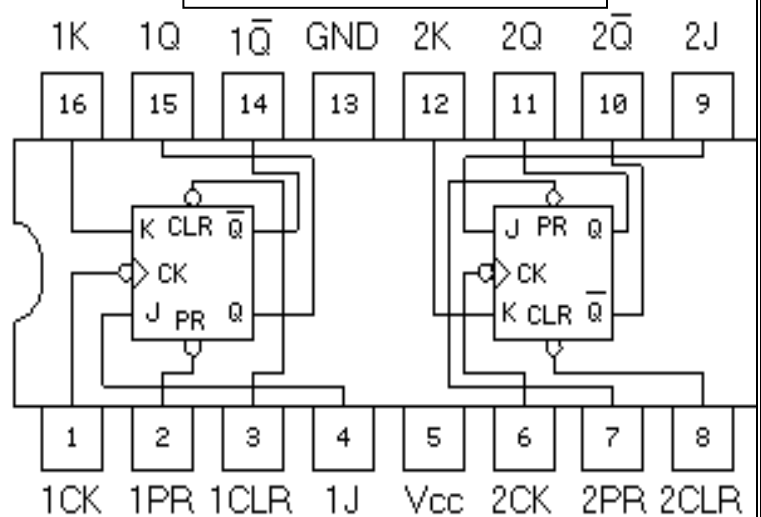 1K 1Q 1Q̅ GND 2K 2Q 2Q̅ 2J
16 15 14 13 12 11 10 9
K CLR Q̅ J PR Q
CK CK
J PR Q K CLR Q̅
1 2 3 4 5 6 7 8
1CK 1PR 1CLR 1J Vcc 2CK 2PR 2CLR